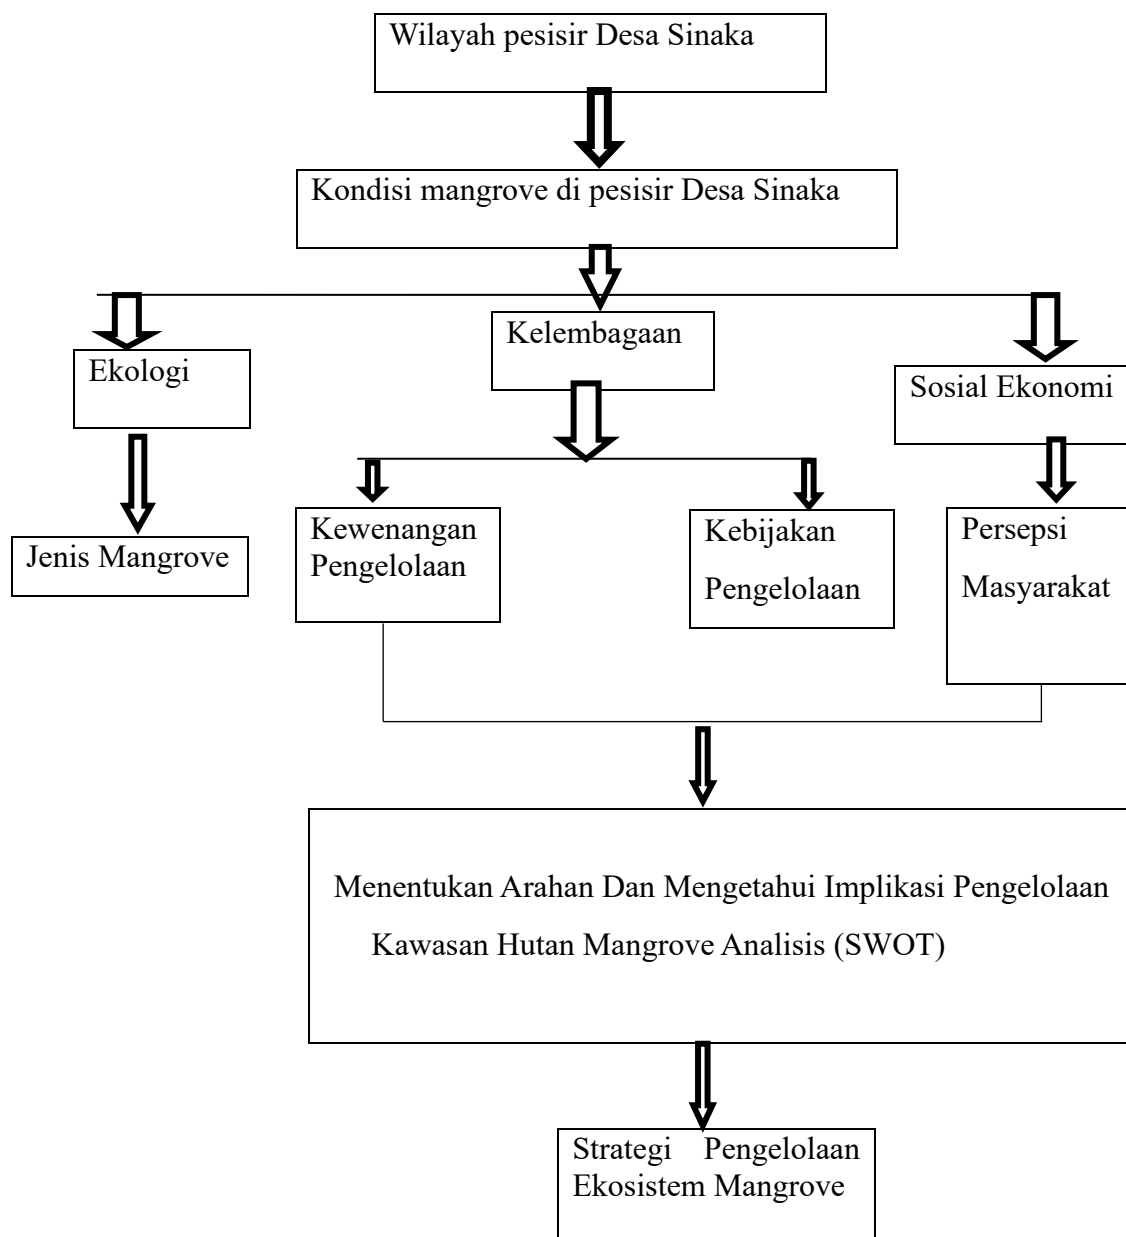 Wilayah pesisir Desa Sinaka
Kondisi mangrove di pesisir Desa Sinaka
Kelembagaan
Ekologi
Sosial Ekonomi
Jenis Mangrove
Kewenangan
Pengelolaan
Kebijakan
Pengelolaan
Persepsi
Masyarakat
Menentukan Arahan Dan Mengetahui Implikasi Pengelolaan
Kawasan Hutan Mangrove Analisis (SWOT)
Strategi Pengelolaan
Ekosistem Mangrove